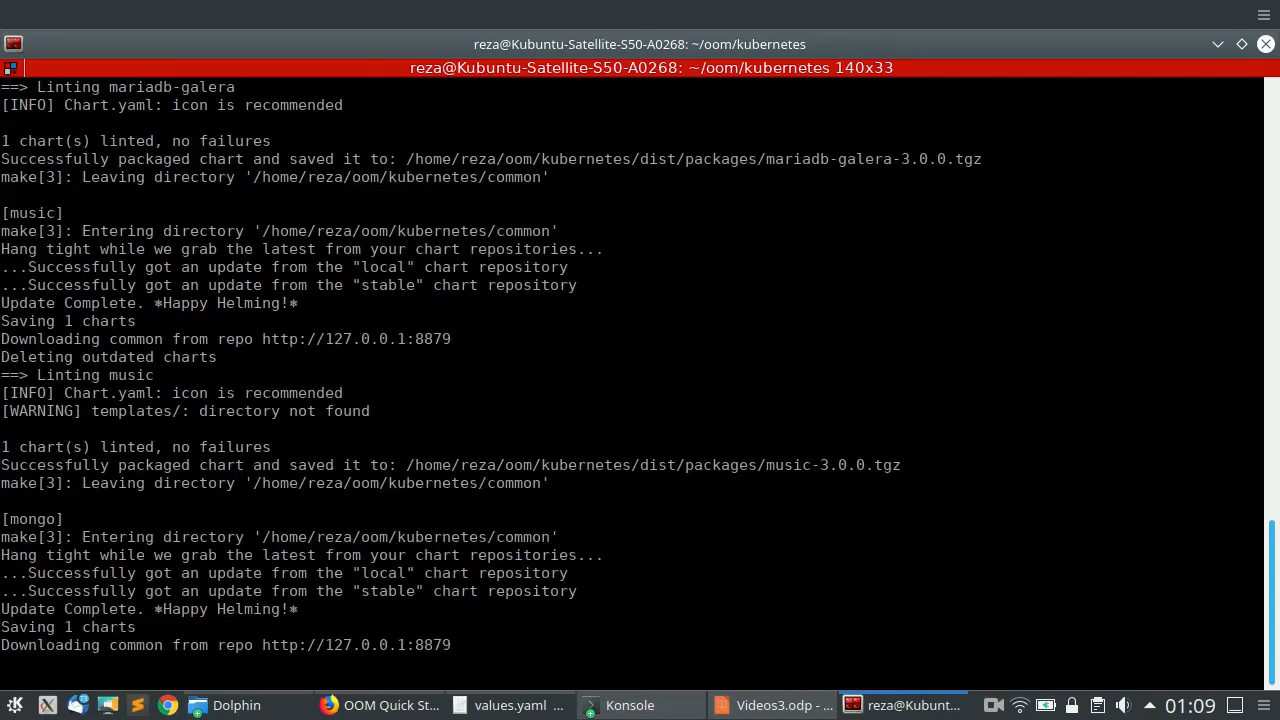 reza@Kubuntu-Satellite-S50-A0268: ~/oom/kubernetes
reza@Kubuntu-Satellite-S50-A0268: ~/oom/kubernetes 140x33
==> Linting mariadb-galera
[INFO] Chart.yaml: icon is recommended
1 chart(s) linted, no failures
Successfully packaged chart and saved it to: /home/reza/oom/kubernetes/dist/packages/mariadb-galera-3.0.0.tgz
make[3]: Leaving directory '/home/reza/oom/kubernetes/common'
[music]
make[3]: Entering directory '/home/reza/oom/kubernetes/common'
Hang tight while we grab the latest from your chart repositories...
...Successfully got an update from the "local" chart repository
...Successfully got an update from the "stable" chart repository
Update Complete. ⎈Happy Helming!⎈
Saving 1 charts
Downloading common from repo http://127.0.0.1:8879
Deleting outdated charts
==> Linting music
[INFO] Chart.yaml: icon is recommended
[WARNING] templates/: directory not found
1 chart(s) linted, no failures
Successfully packaged chart and saved it to: /home/reza/oom/kubernetes/dist/packages/music-3.0.0.tgz
make[3]: Leaving directory '/home/reza/oom/kubernetes/common'
[mongo]
make[3]: Entering directory '/home/reza/oom/kubernetes/common'
Hang tight while we grab the latest from your chart repositories...
...Successfully got an update from the "local" chart repository
...Successfully got an update from the "stable" chart repository
Update Complete. ⎈Happy Helming!⎈
Saving 1 charts
Downloading common from repo http://127.0.0.1:8879
Dolphin OOM Quick St... values.yaml ... Konsole Videos3.odp - ... reza@Kubunt... 01:09